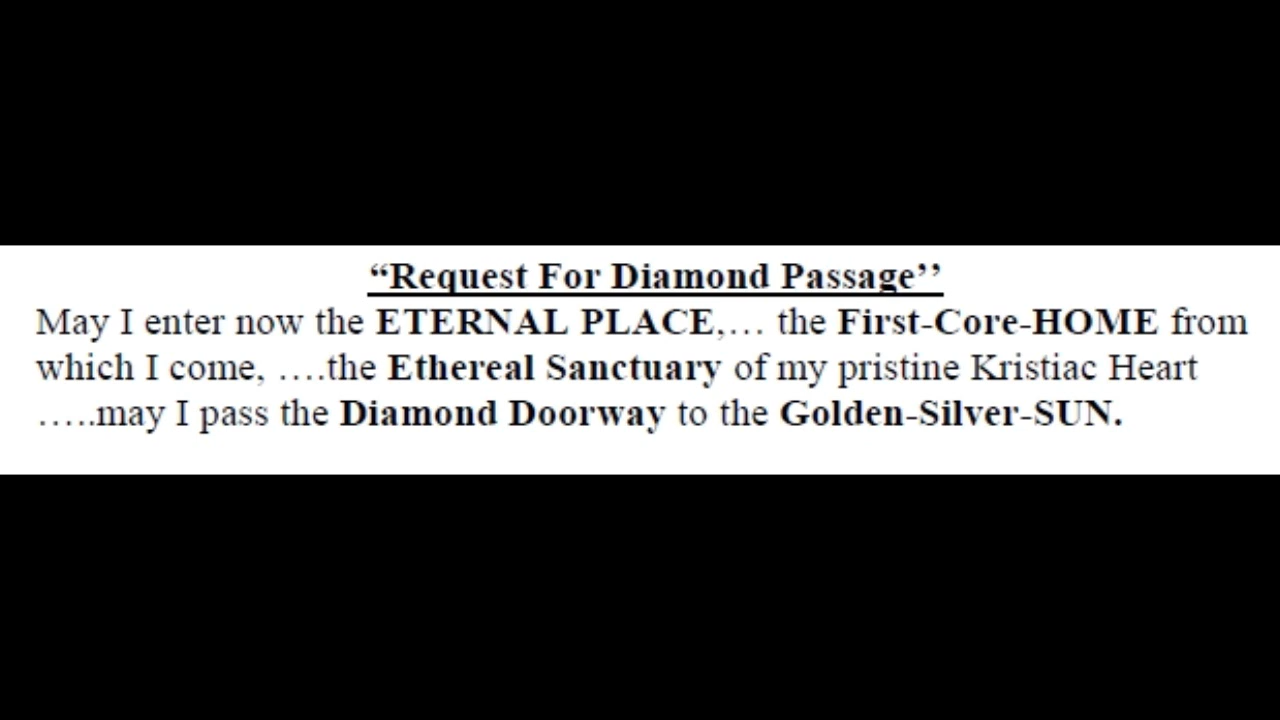 “Request For Diamond Passage’’
May I enter now the ETERNAL PLACE,… the First-Core-HOME from
which I come, ….the Ethereal Sanctuary of my pristine Kristiac Heart
…..may I pass the Diamond Doorway to the Golden-Silver-SUN.